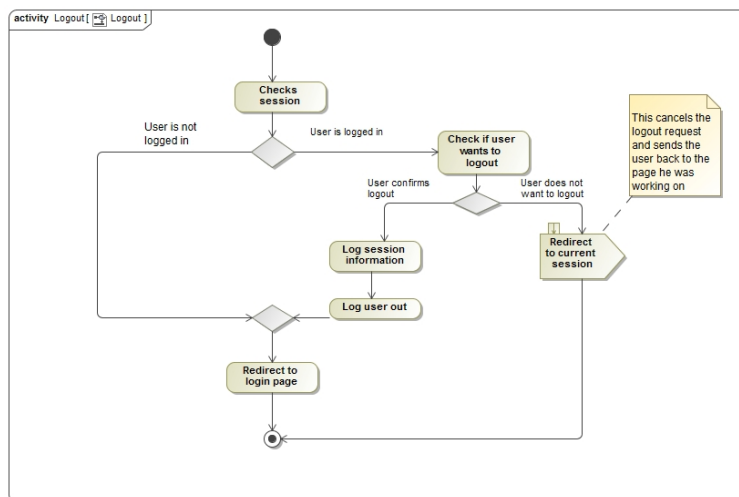 activity Logout[ Logout ]
Checks
session
User is not
logged in
User is logged in
Check if user
wants to
logout
This cancels the
logout request
and sends the
user back to the
page he was
working on
User confirms
logout
User does not
want to logout
Log session
information
Redirect
to current
session
Log user out
Redirect to
login page